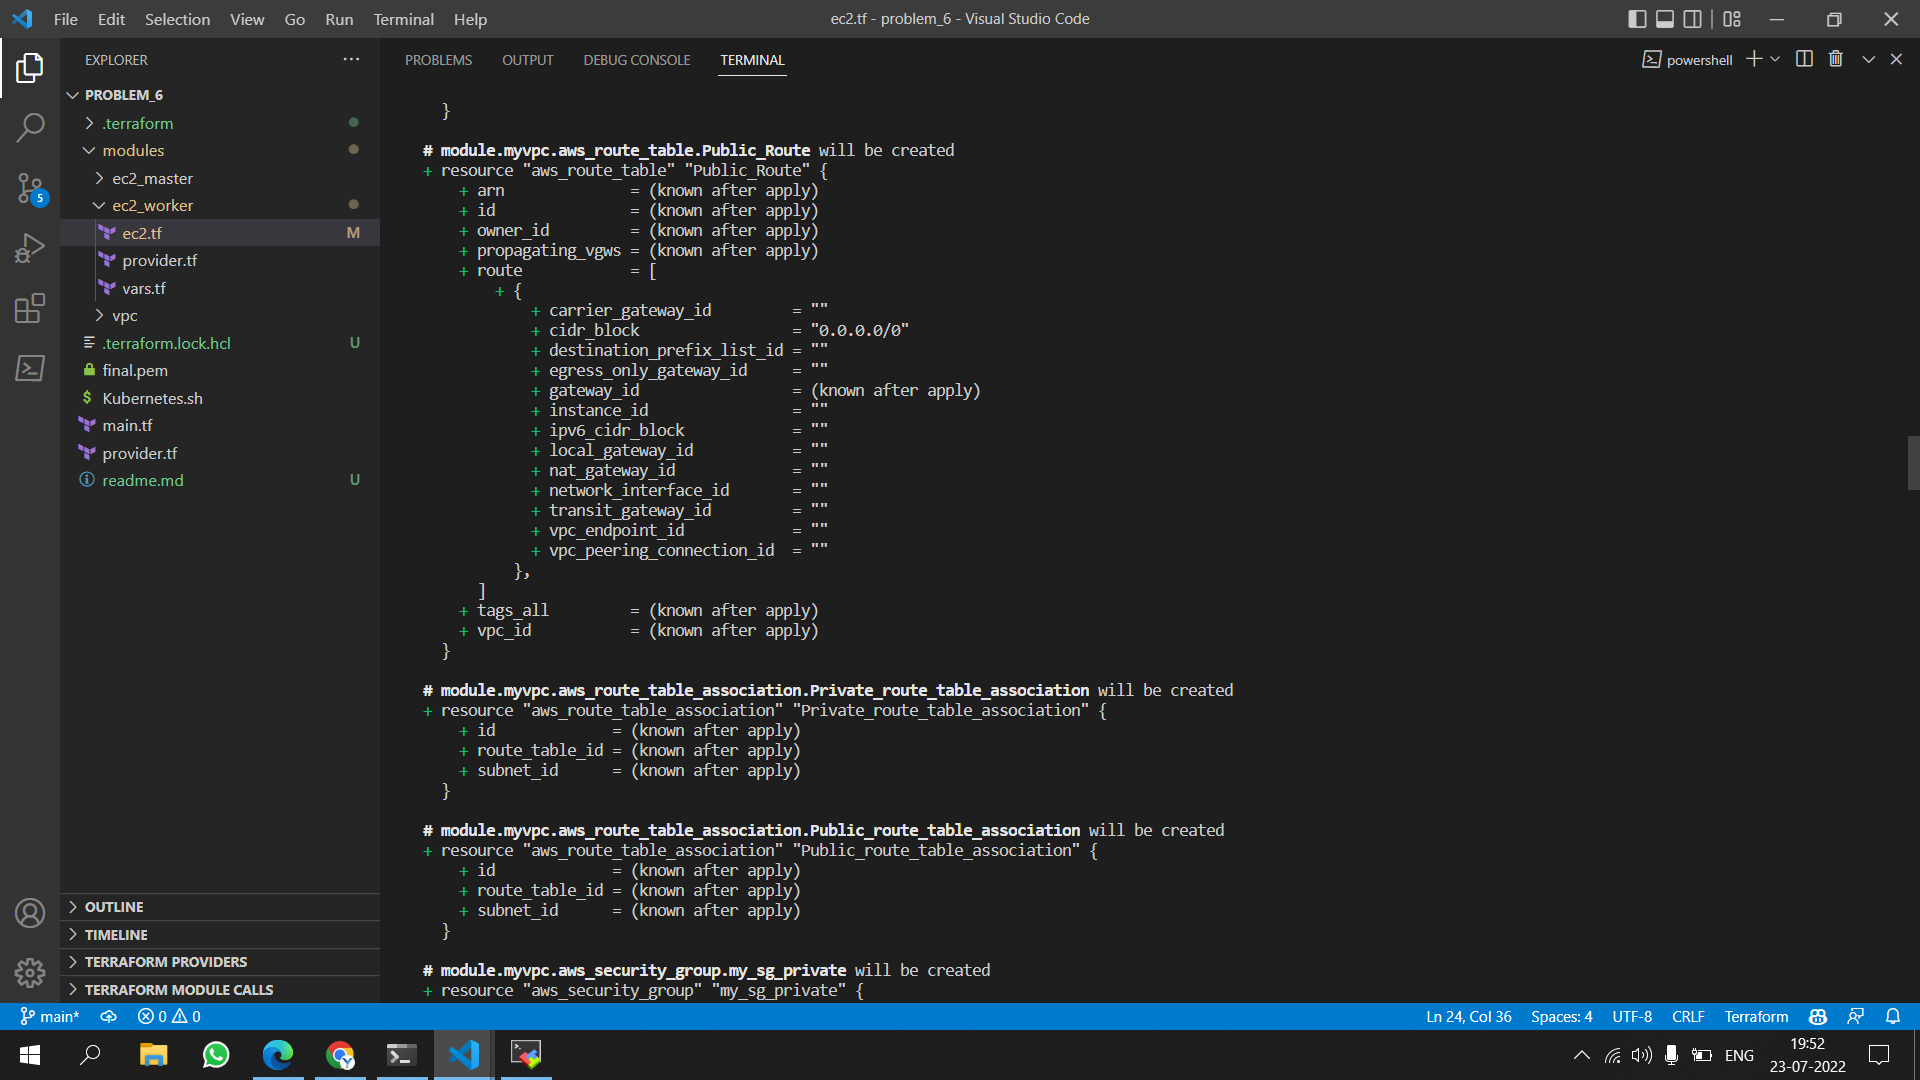 File Edit Selection View Go Run Terminal Help
ec2.tf - problem_6 - Visual Studio Code
EXPLORER
PROBLEMS OUTPUT DEBUG CONSOLE TERMINAL
powershell
PROBLEM_6
.terraform
modules
ec2_master
ec2_worker
ec2.tf M
provider.tf
vars.tf
vpc
.terraform.lock.hcl U
final.pem
$ Kubernetes.sh
main.tf
provider.tf
readme.md U
5
OUTLINE
TIMELINE
TERRAFORM PROVIDERS
TERRAFORM MODULE CALLS
}
# module.myvpc.aws_route_table.Public_Route will be created
+ resource "aws_route_table" "Public_Route" {
+ arn = (known after apply)
+ id = (known after apply)
+ owner_id = (known after apply)
+ propagating_vgws = (known after apply)
+ route = [
+ {
+ carrier_gateway_id = ""
+ cidr_block = "0.0.0.0/0"
+ destination_prefix_list_id = ""
+ egress_only_gateway_id = ""
+ gateway_id = (known after apply)
+ instance_id = ""
+ ipv6_cidr_block = ""
+ local_gateway_id = ""
+ nat_gateway_id = ""
+ network_interface_id = ""
+ transit_gateway_id = ""
+ vpc_endpoint_id = ""
+ vpc_peering_connection_id = ""
},
]
+ tags_all = (known after apply)
+ vpc_id = (known after apply)
}
# module.myvpc.aws_route_table_association.Private_route_table_association will be created
+ resource "aws_route_table_association" "Private_route_table_association" {
+ id = (known after apply)
+ route_table_id = (known after apply)
+ subnet_id = (known after apply)
}
# module.myvpc.aws_route_table_association.Public_route_table_association will be created
+ resource "aws_route_table_association" "Public_route_table_association" {
+ id = (known after apply)
+ route_table_id = (known after apply)
+ subnet_id = (known after apply)
}
# module.myvpc.aws_security_group.my_sg_private will be created
+ resource "aws_security_group" "my_sg_private" {
main* 0 0
Ln 24, Col 36 Spaces: 4 UTF-8 CRLF Terraform
ENG
19:52
23-07-2022